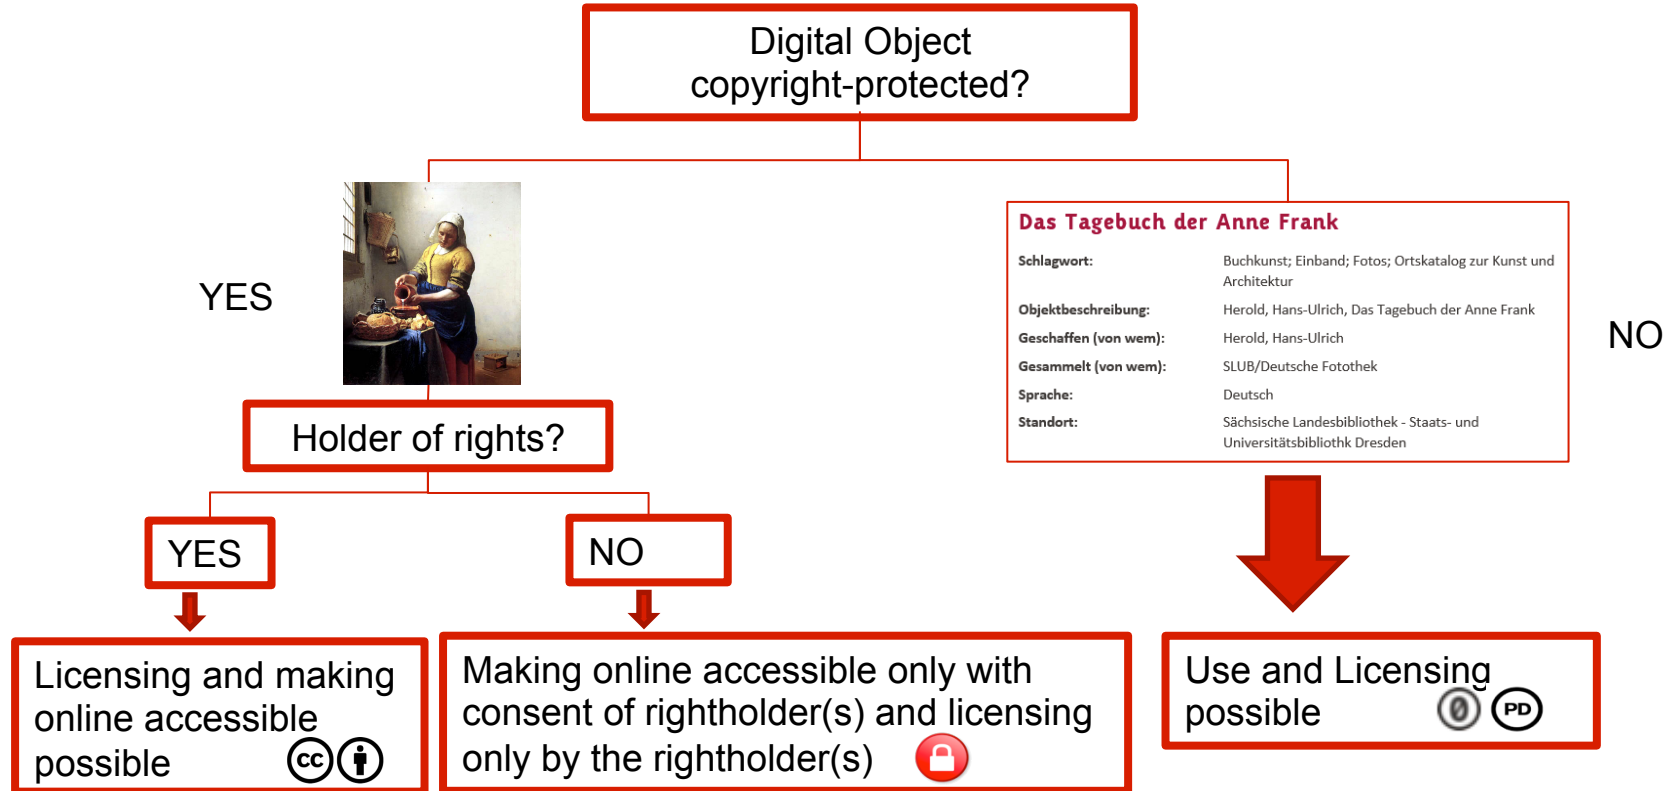 Digital Object
copyright-protected?
YES
Das Tagebuch der Anne Frank
Schlagwort: Buchkunst; Einband; Fotos; Ortskatalog zur Kunst und
Architektur
Objektbeschreibung: Herold, Hans-Ulrich, Das Tagebuch der Anne Frank
Geschaffen (von wem): Herold, Hans-Ulrich
Gesammelt (von wem): SLUB/Deutsche Fotothek
Sprache: Deutsch
Standort: Sächsische Landesbibliothek - Staats- und
Universitätsbibliothk Dresden
NO
Holder of rights?
YES
NO
Licensing and making
online accessible
possible
cc
Making online accessible only with
consent of rightholder(s) and licensing
only by the rightholder(s)
Use and Licensing
possible
0 PD